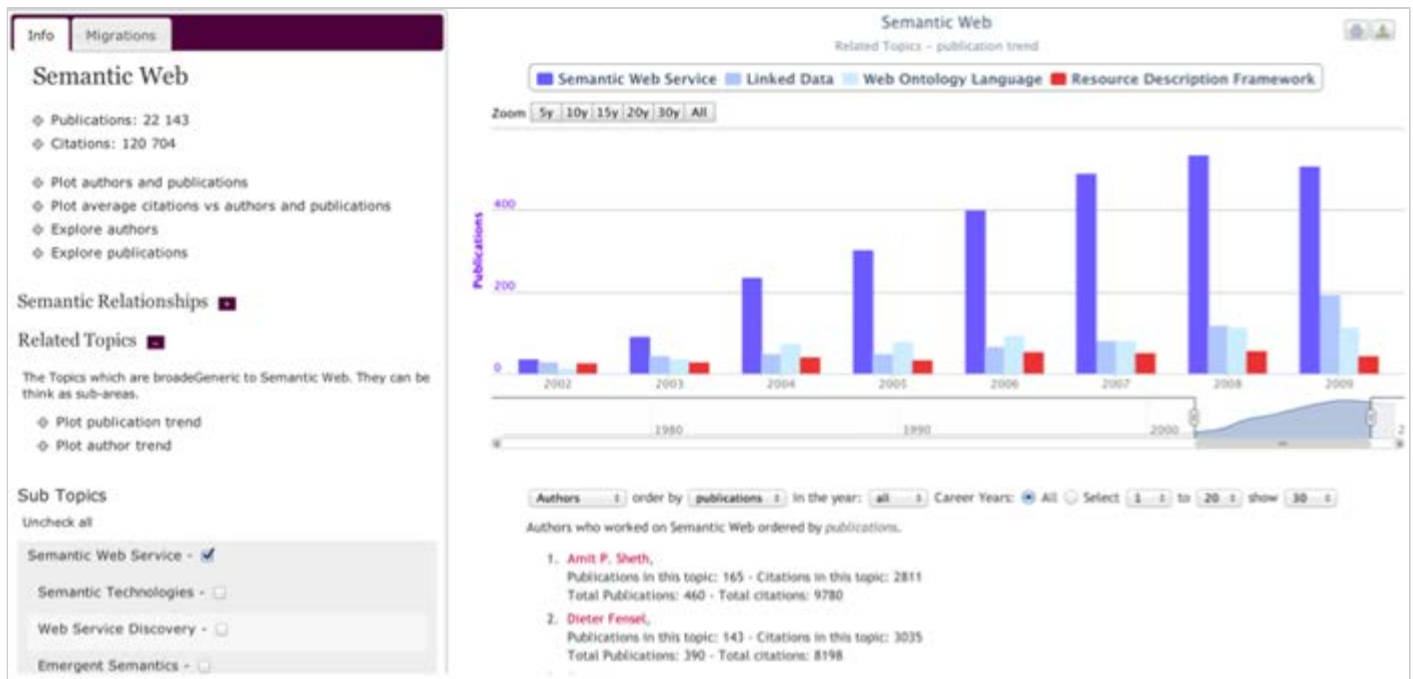 Info
Migrations
Semantic Web
Publications: 22 143
Citations: 120 704
Plot authors and publications
Plot average citations vs authors and publications
Explore authors
Explore publications
Semantic Relationships +
Related Topics -
The Topics which are broadeGeneric to Semantic Web. They can be
think as sub-areas.
Plot publication trend
Plot author trend
Sub Topics
Uncheck all
Semantic Web Service -
Semantic Technologies -
Web Service Discovery -
Emergent Semantics -
Semantic Web
Related Topics - publication trend
Semantic Web Service Linked Data Web Ontology Language Resource Description Framework
Zoom 5y 10y 15y 20y 30y All
Publications
400
200
0
2002 2003 2004 2005 2006 2007 2008 2009
1980 1990 2000 2
Authors order by publications in the year: all Career Years: All Select 1 to 20 show 30
Authors who worked on Semantic Web ordered by publications.
1. Amit P. Sheth,
Publications in this topic: 165 - Citations in this topic: 2811
Total Publications: 460 - Total citations: 9780
2. Dieter Fensel,
Publications in this topic: 143 - Citations in this topic: 3035
Total Publications: 390 - Total citations: 8198